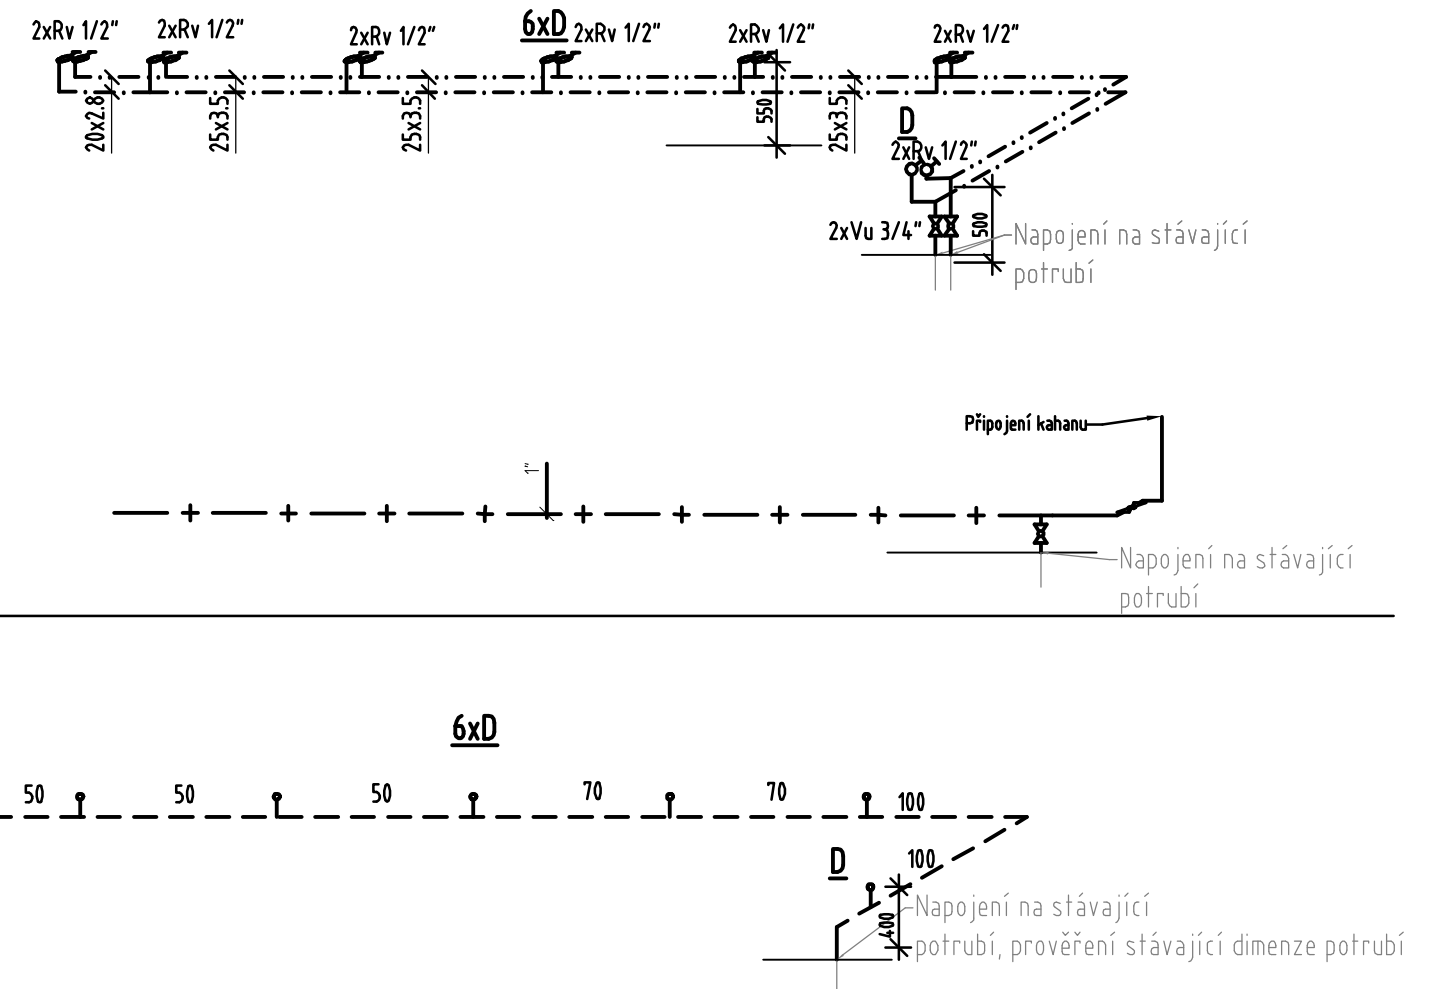 2xRv 1/2"
2xRv 1/2"
2xRv 1/2"
6xD
2xRv 1/2"
2xRv 1/2"
2xRv 1/2"
20x2.8
25x3.5
25x3.5
550
25x3.5
D
2xRv 1/2"
2xVu 3/4"
500
Napojení na stávající
potrubí
Připojení kahanu
1"
Napojení na stávající
potrubí
6xD
50
50
50
70
70
100
D
100
400
Napojení na stávající
potrubí, prověření stávající dimenze potrubí